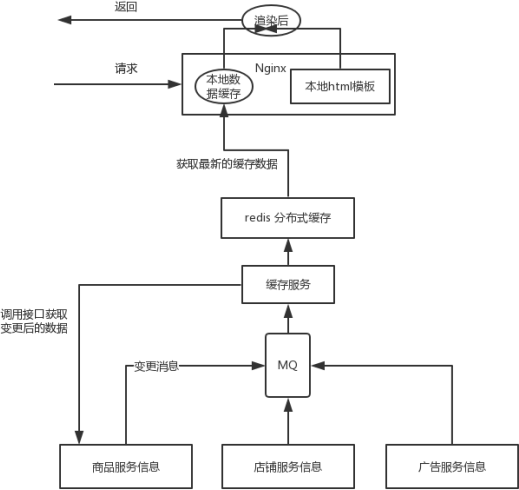 返回
渲染后
Nginx
请求
本地数
据缓存
本地html模板
获取最新的缓存数据
redis 分布式缓存
缓存服务
调用接口获取
变更后的数据
变更消息
MQ
商品服务信息
店铺服务信息
广告服务信息